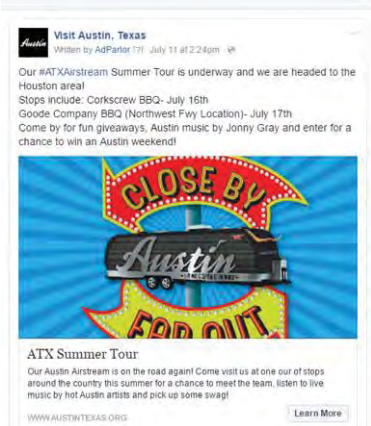 Austin
Visit Austin, Texas
Written by AdParlor [?] · July 11 at 2:24pm ·
Our #ATXAirstream Summer Tour is underway and we are headed to the
Houston area!
Stops include: Corkscrew BBQ- July 16th
Goode Company BBQ (Northwest Fwy Location)- July 17th
Come by for fun giveaways, Austin music by Jonny Gray and enter for a
chance to win an Austin weekend!
CLOSE BY
Austin
FAR OUT
ATX Summer Tour
Our Austin Airstream is on the road again! Come visit us at one our of stops
around the country this summer for a chance to meet the team, listen to live
music by hot Austin artists and pick up some swag!
WWW.AUSTINTEXAS.ORG
Learn More